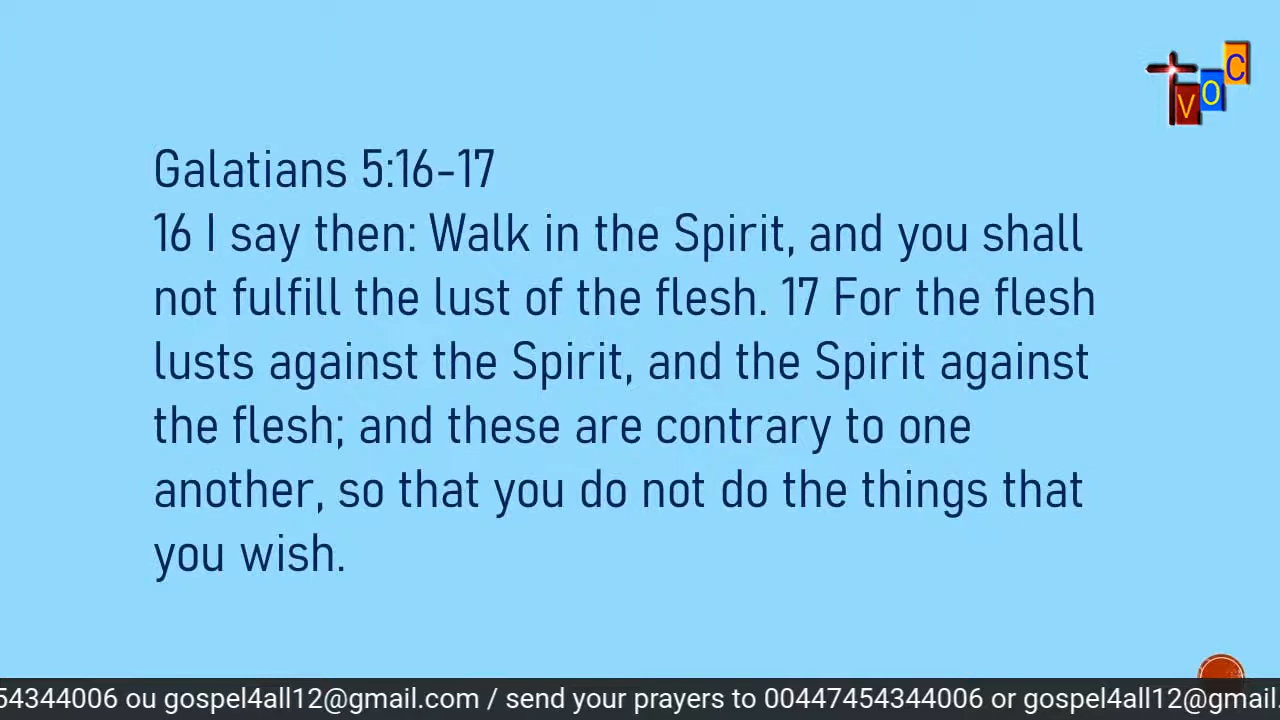 V O C
Galatians 5:16-17
16 I say then: Walk in the Spirit, and you shall
not fulfill the lust of the flesh. 17 For the flesh
lusts against the Spirit, and the Spirit against
the flesh; and these are contrary to one
another, so that you do not do the things that
you wish.
54344006 ou gospel4all12@gmail.com / send your prayers to 00447454344006 or gospel4all12@gmail.